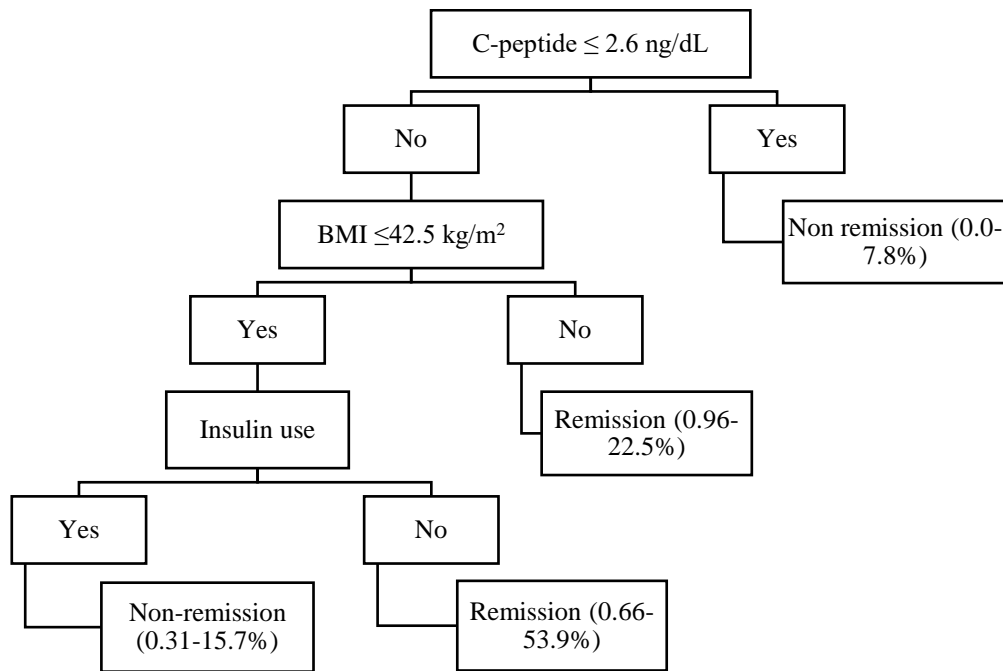 C-peptide ≤ 2.6 ng/dL
No
Yes
BMI ≤42.5 kg/m²
Non remission (0.0-
7.8%)
Yes
No
Insulin use
Remission (0.96-
22.5%)
Yes
No
Non-remission
(0.31-15.7%)
Remission (0.66-
53.9%)